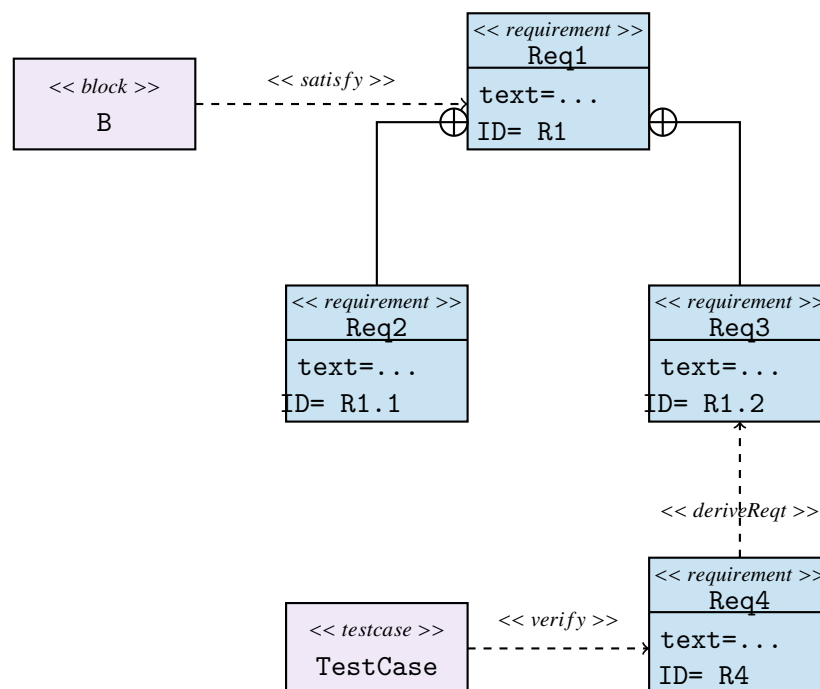 << requirement >>
Req1
text=...
ID= R1
<< block >>
B
<< satisfy >>
<< requirement >>
Req2
text=...
ID= R1.1
<< requirement >>
Req3
text=...
ID= R1.2
<< deriveReqt >>
<< requirement >>
Req4
text=...
ID= R4
<< testcase >>
TestCase
<< verify >>